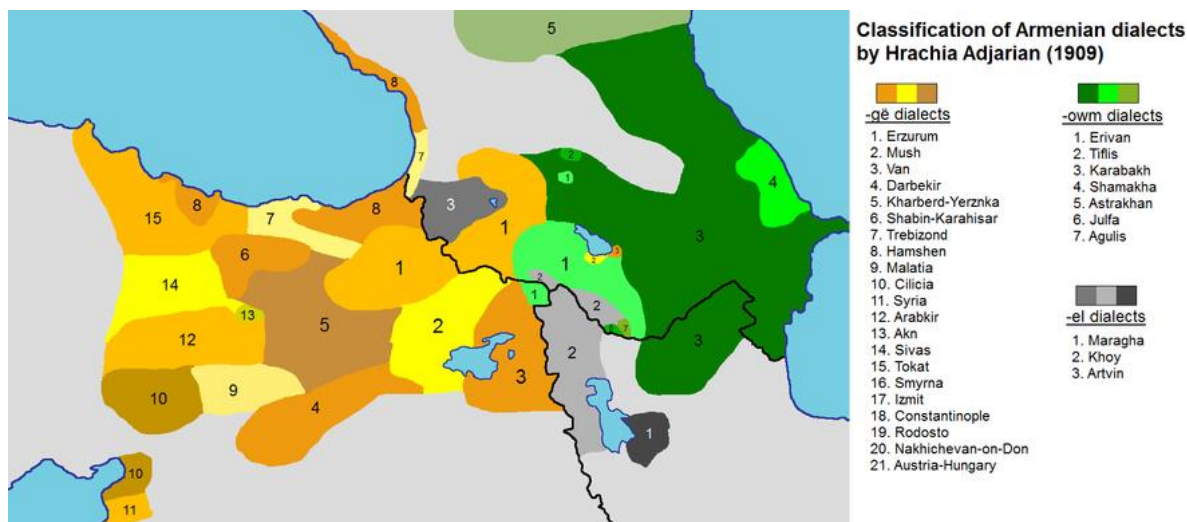 Classification of Armenian dialects
by Hrachia Adjarian (1909)
-gë dialects
1. Erzurum
2. Mush
3. Van
4. Darbekir
5. Kharberd-Yerznka
6. Shabin-Karahisar
7. Trebizond
8. Hamshen
9. Malatia
10. Cilicia
11. Syria
12. Arabkir
13. Akn
14. Sivas
15. Tokat
16. Smyrna
17. Izmit
18. Constantinople
19. Rodosto
20. Nakhichevan-on-Don
21. Austria-Hungary
-owm dialects
1. Erivan
2. Tiflis
3. Karabakh
4. Shamakha
5. Astrakhan
6. Julfa
7. Agulis
-el dialects
1. Maragha
2. Khoy
3. Artvin
5
8
7
2
1
3
4
15
8
7
8
1
3
6
1
2
3
1
2
14
1
2
13
5
2
7
12
3
2
3
9
10
4
1
10
11